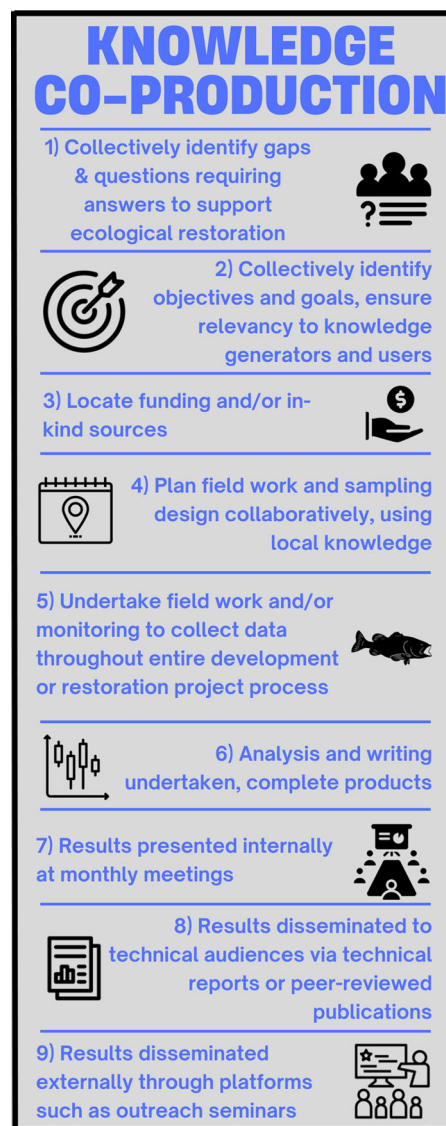 KNOWLEDGE
CO-PRODUCTION
1) Collectively identify gaps
& questions requiring
answers to support
ecological restoration
?
2) Collectively identify
objectives and goals, ensure
relevancy to knowledge
generators and users
3) Locate funding and/or in-
kind sources
$
4) Plan field work and sampling
design collaboratively, using
local knowledge
5) Undertake field work and/or
monitoring to collect data
throughout entire development
or restoration project process
6) Analysis and writing
undertaken, complete products
7) Results presented internally
at monthly meetings
8) Results disseminated to
technical audiences via technical
reports or peer-reviewed
publications
9) Results disseminated
externally through platforms
such as outreach seminars